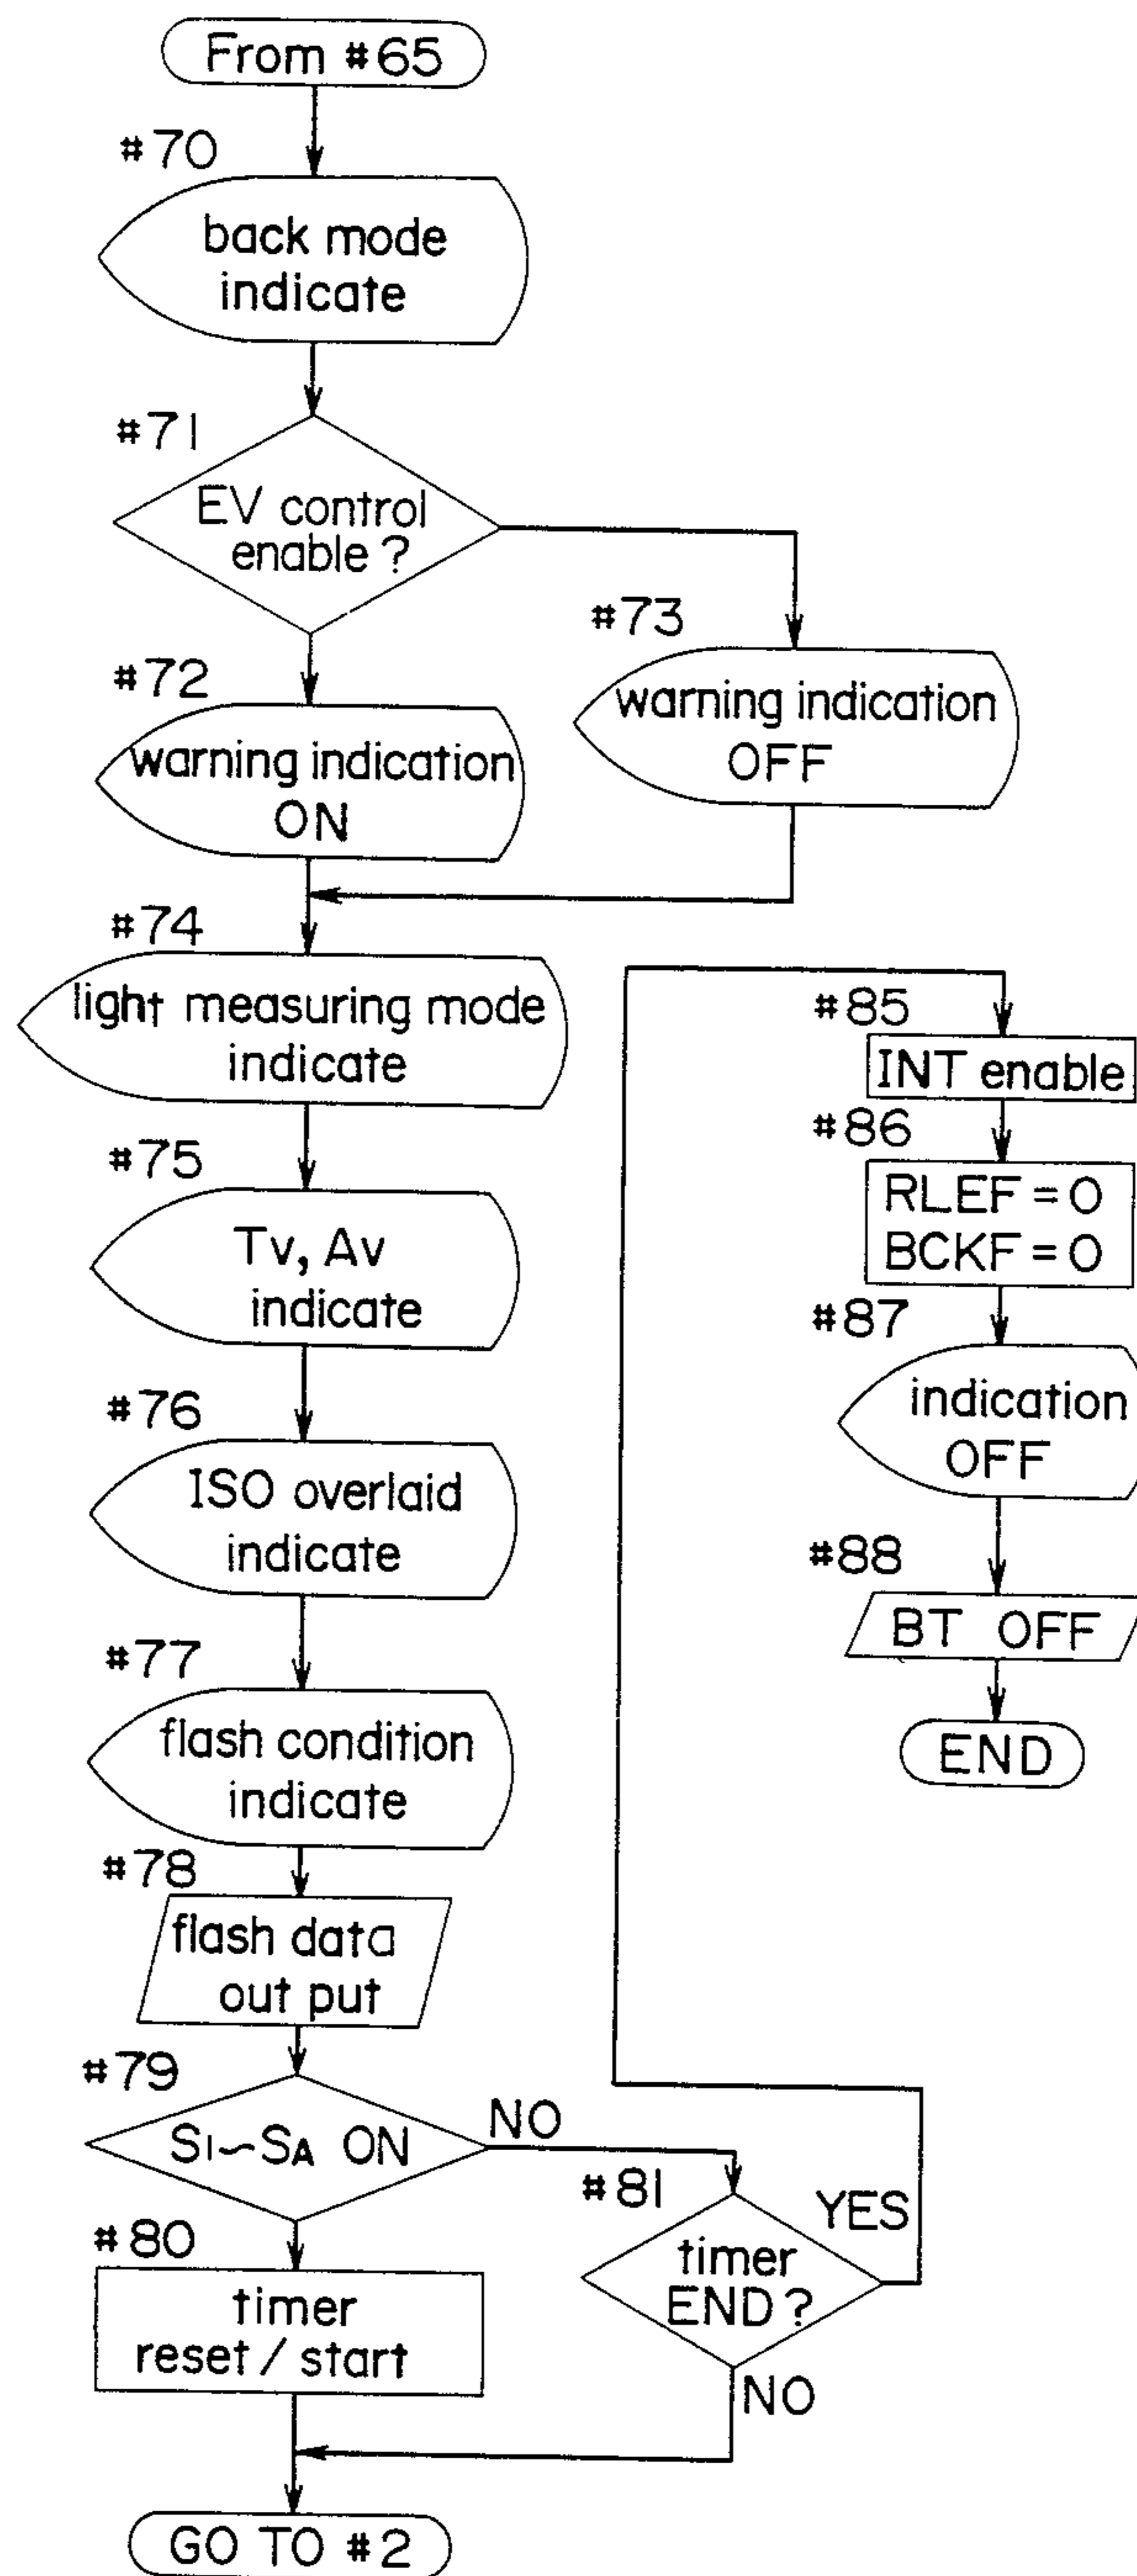 From #65
#70
back mode
indicate
#71
EV control
enable ?
#72
warning indication
ON
#73
warning indication
OFF
#74
light measuring mode
indicate
#75
Tv, Av
indicate
#76
ISO overlaid
indicate
#77
flash condition
indicate
#78
flash data
out put
#79
S1~SA ON
NO
#80
timer
reset / start
#81
timer
END ?
YES
NO
GO TO #2
#85
INT enable
#86
RLEF = 0
BCKF = 0
#87
indication
OFF
#88
BT OFF
END